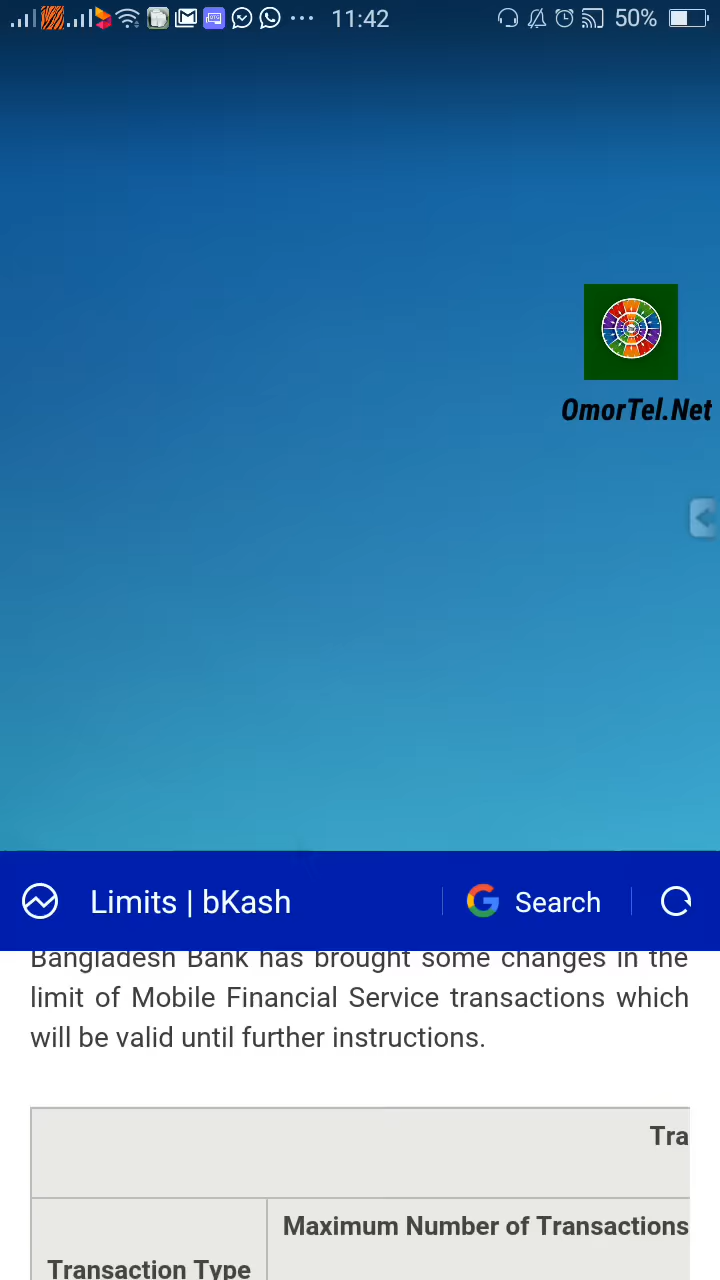 11:42
50%
OmorTel.Net
Limits | bKash
Search
Bangladesh Bank has brought some changes in the
limit of Mobile Financial Service transactions which
will be valid until further instructions.
Tra
Maximum Number of Transactions
Transaction Type